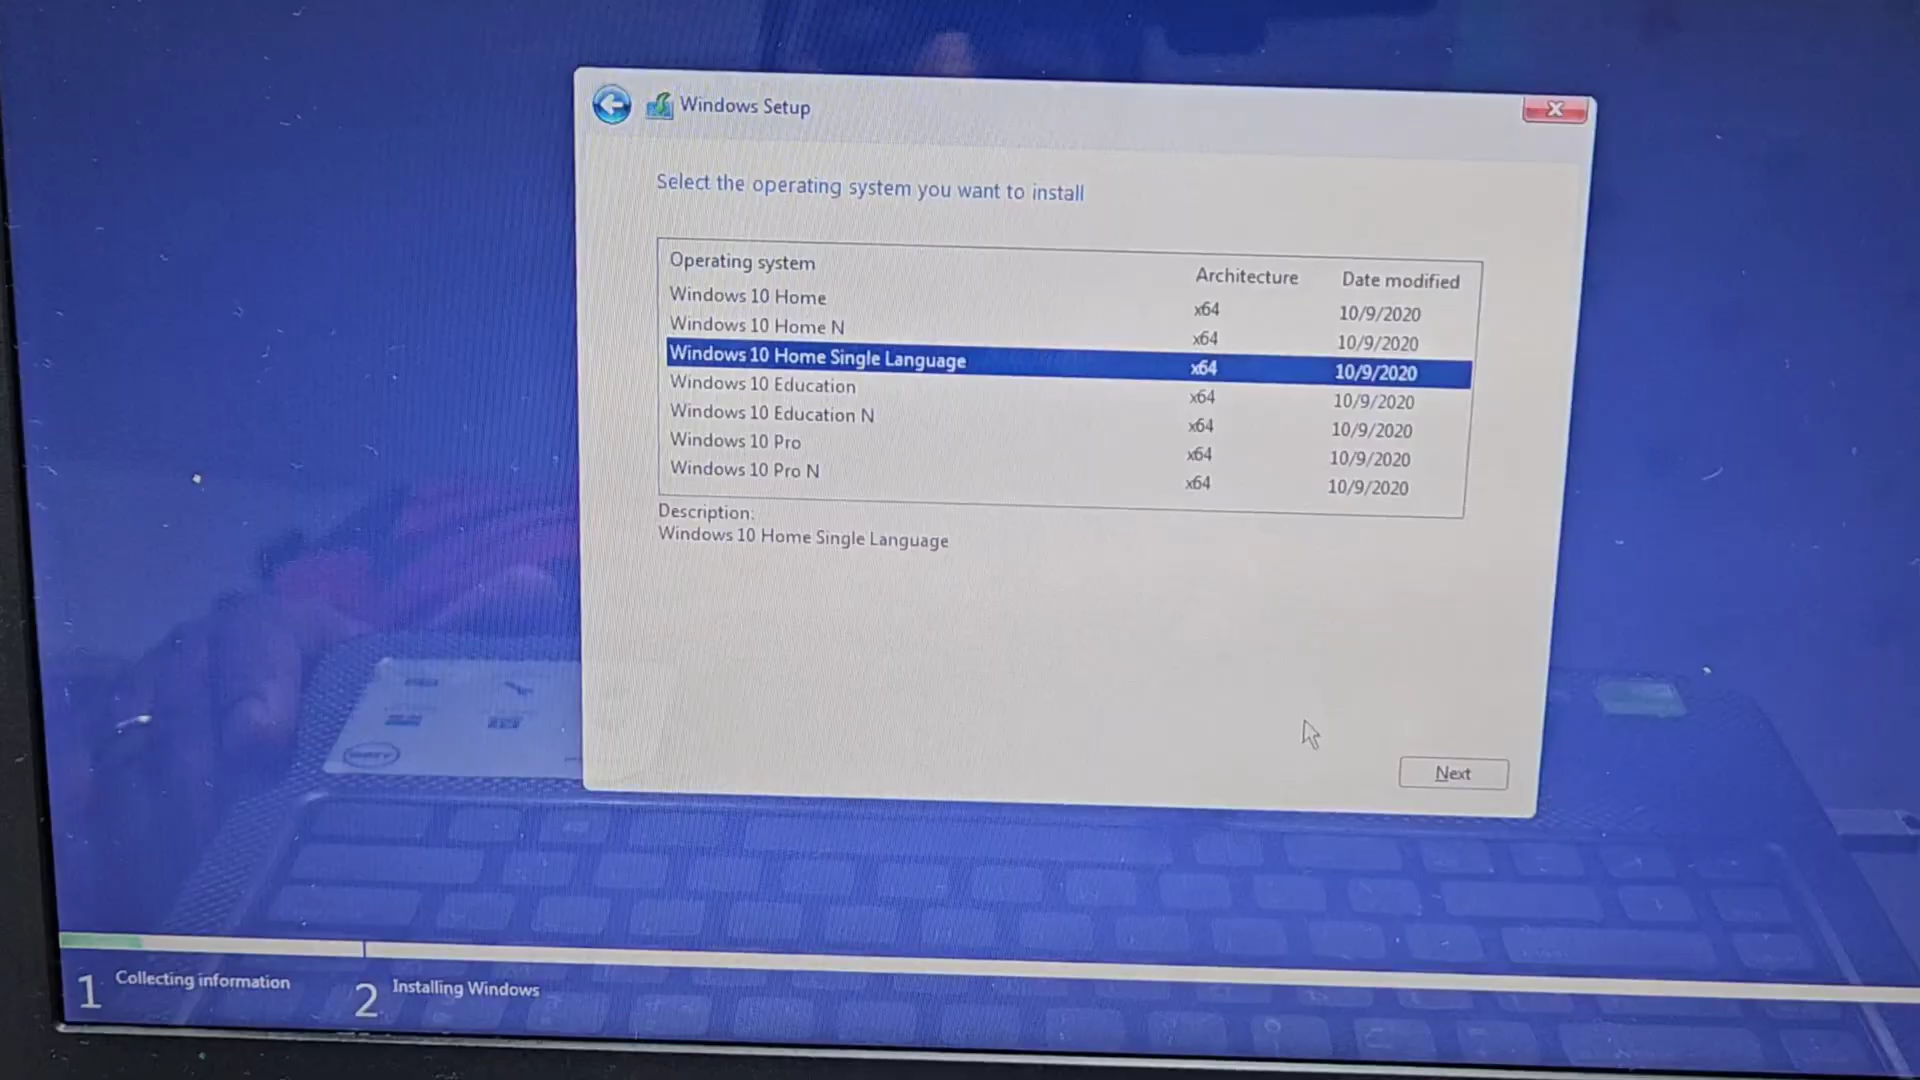 Windows Setup
Select the operating system you want to install
Operating system Architecture Date modified
Windows 10 Home x64 10/9/2020
Windows 10 Home N x64 10/9/2020
Windows 10 Home Single Language x64 10/9/2020
Windows 10 Education x64 10/9/2020
Windows 10 Education N x64 10/9/2020
Windows 10 Pro x64 10/9/2020
Windows 10 Pro N x64 10/9/2020
Description:
Windows 10 Home Single Language
Next
1 Collecting information
2 Installing Windows